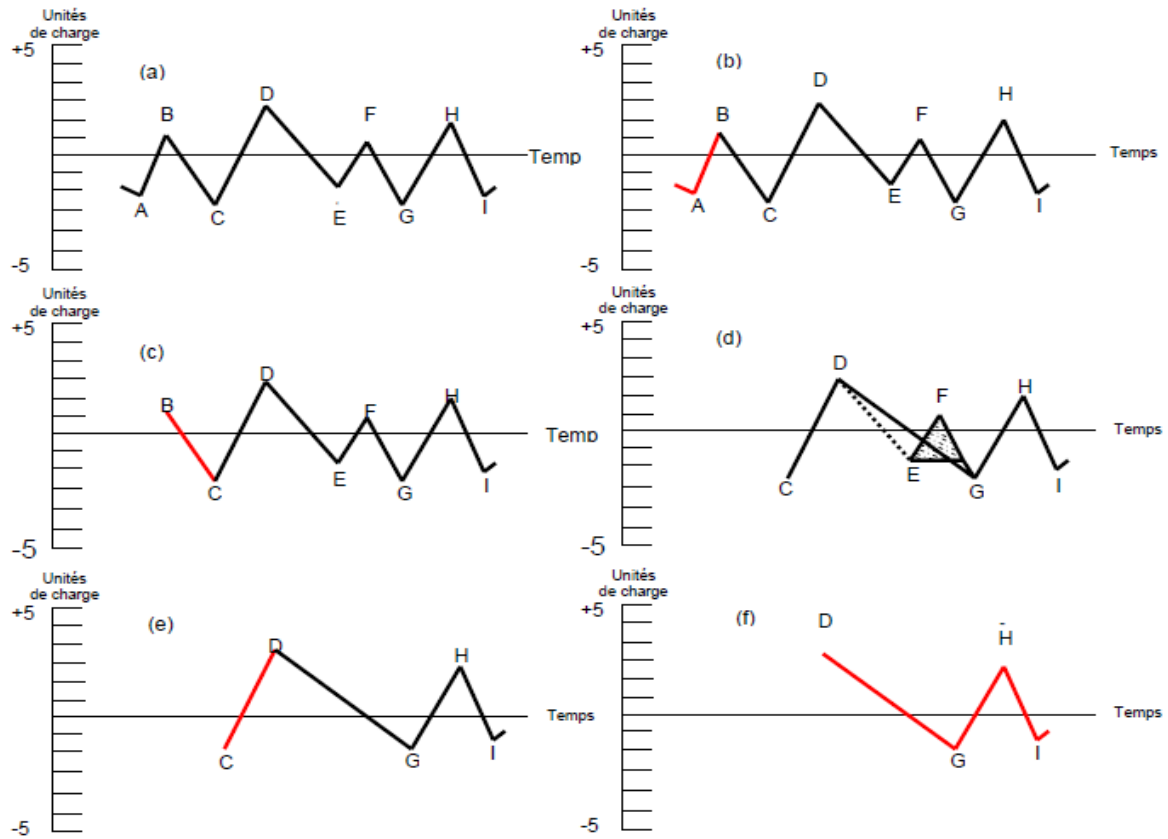 Unités
de charge
+5
(a)
B
D
F
H
Temp
A
C
E
G
I
-5
Unités
de charge
+5
(b)
B
D
F
H
Temps
A
C
E
G
I
-5
Unités
de charge
+5
(c)
B
D
F
H
Temp
C
E
G
I
-5
Unités
de charge
+5
(d)
D
F
H
Temps
C
E
G
I
-5
Unités
de charge
+5
(e)
D
H
Temps
C
G
I
-5
Unités
de charge
+5
(f)
D
H
Temps
G
I
-5